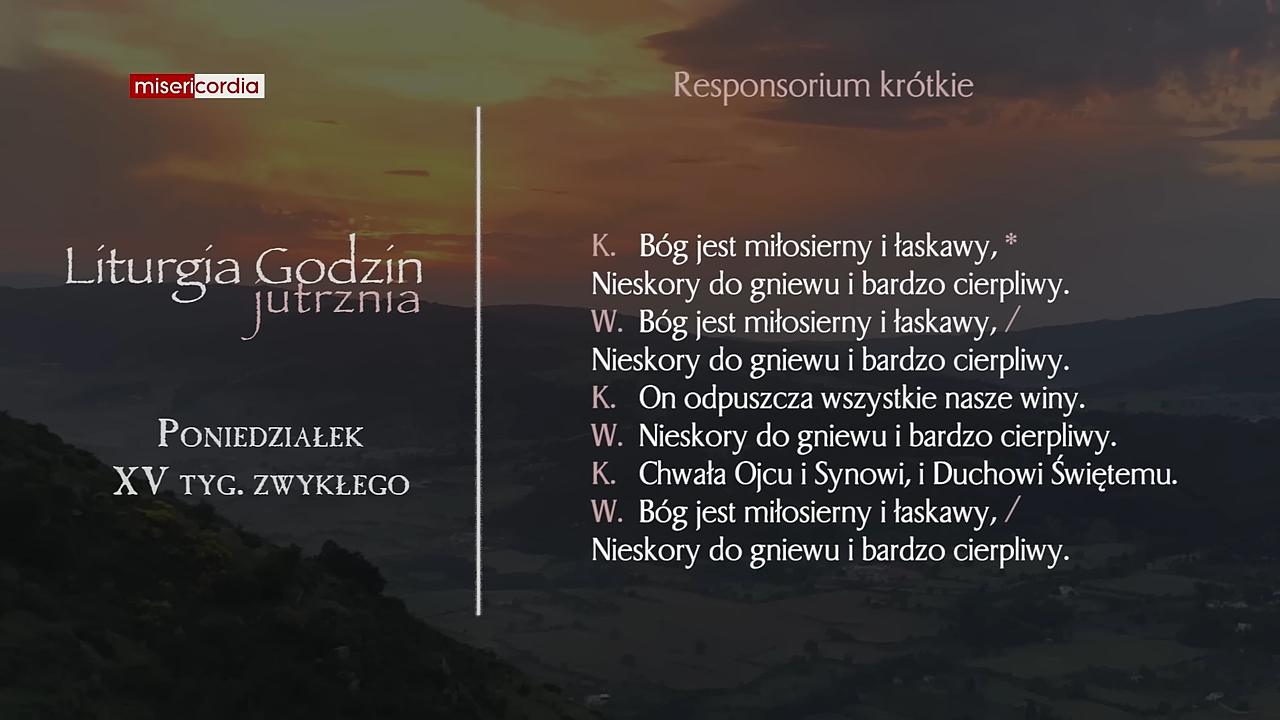 misericordia
Liturgia Godzin
jutrznia
Poniedziałek
XV tyg. zwykłego
Responsorium krótkie
K. Bóg jest miłosierny i łaskawy, *
Nieskory do gniewu i bardzo cierpliwy.
W. Bóg jest miłosierny i łaskawy, /
Nieskory do gniewu i bardzo cierpliwy.
K. On odpuszcza wszystkie nasze winy.
W. Nieskory do gniewu i bardzo cierpliwy.
K. Chwała Ojcu i Synowi, i Duchowi Świętemu.
W. Bóg jest miłosierny i łaskawy, /
Nieskory do gniewu i bardzo cierpliwy.